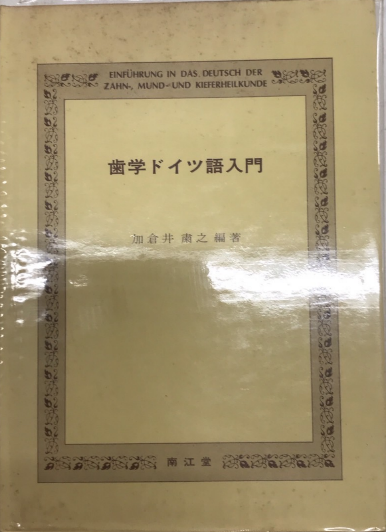 EINFÜHRUNG IN DAS DEUTSCH DER
ZAHN-, MUND- UND KIEFERHEILKUNDE
歯学ドイツ語入門
加倉井 粛之 編著
南江堂